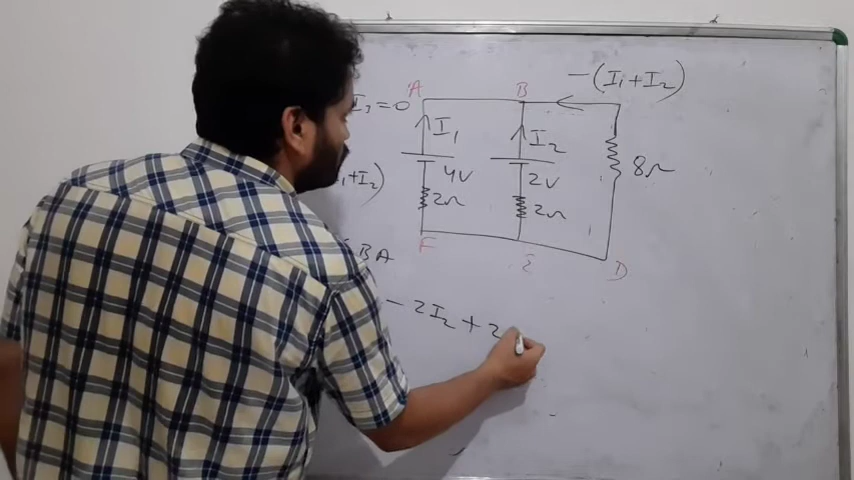 -(I₁+I₂)
I₃=0
A
B
I₁
I₂
4V
2V
8Ω
2Ω
2Ω
I₁+I₂)
F
E
D
BA
- 2I₂ + 2